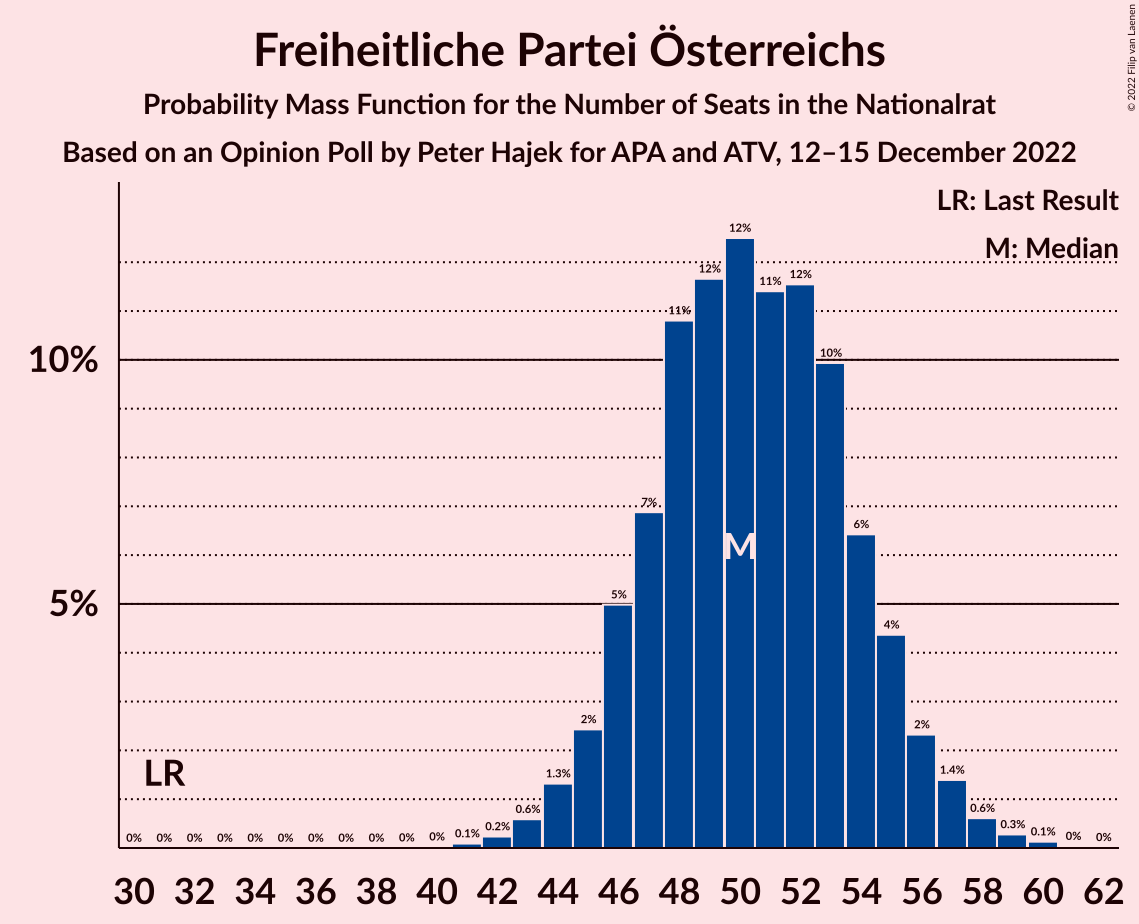 Freiheitliche Partei Österreichs
Probability Mass Function for the Number of Seats in the Nationalrat
Based on an Opinion Poll by Peter Hajek for APA and ATV, 12–15 December 2022
© 2022 Filip van Laenen
LR: Last Result
M: Median
10%
5%
LR
M
0% 0% 0% 0% 0% 0% 0% 0% 0% 0% 0% 0.1% 0.2% 0.6% 1.3% 2% 5% 7% 11% 12% 12% 11% 12% 10% 6% 4% 2% 1.4% 0.6% 0.3% 0.1% 0% 0%
30 32 34 36 38 40 42 44 46 48 50 52 54 56 58 60 62